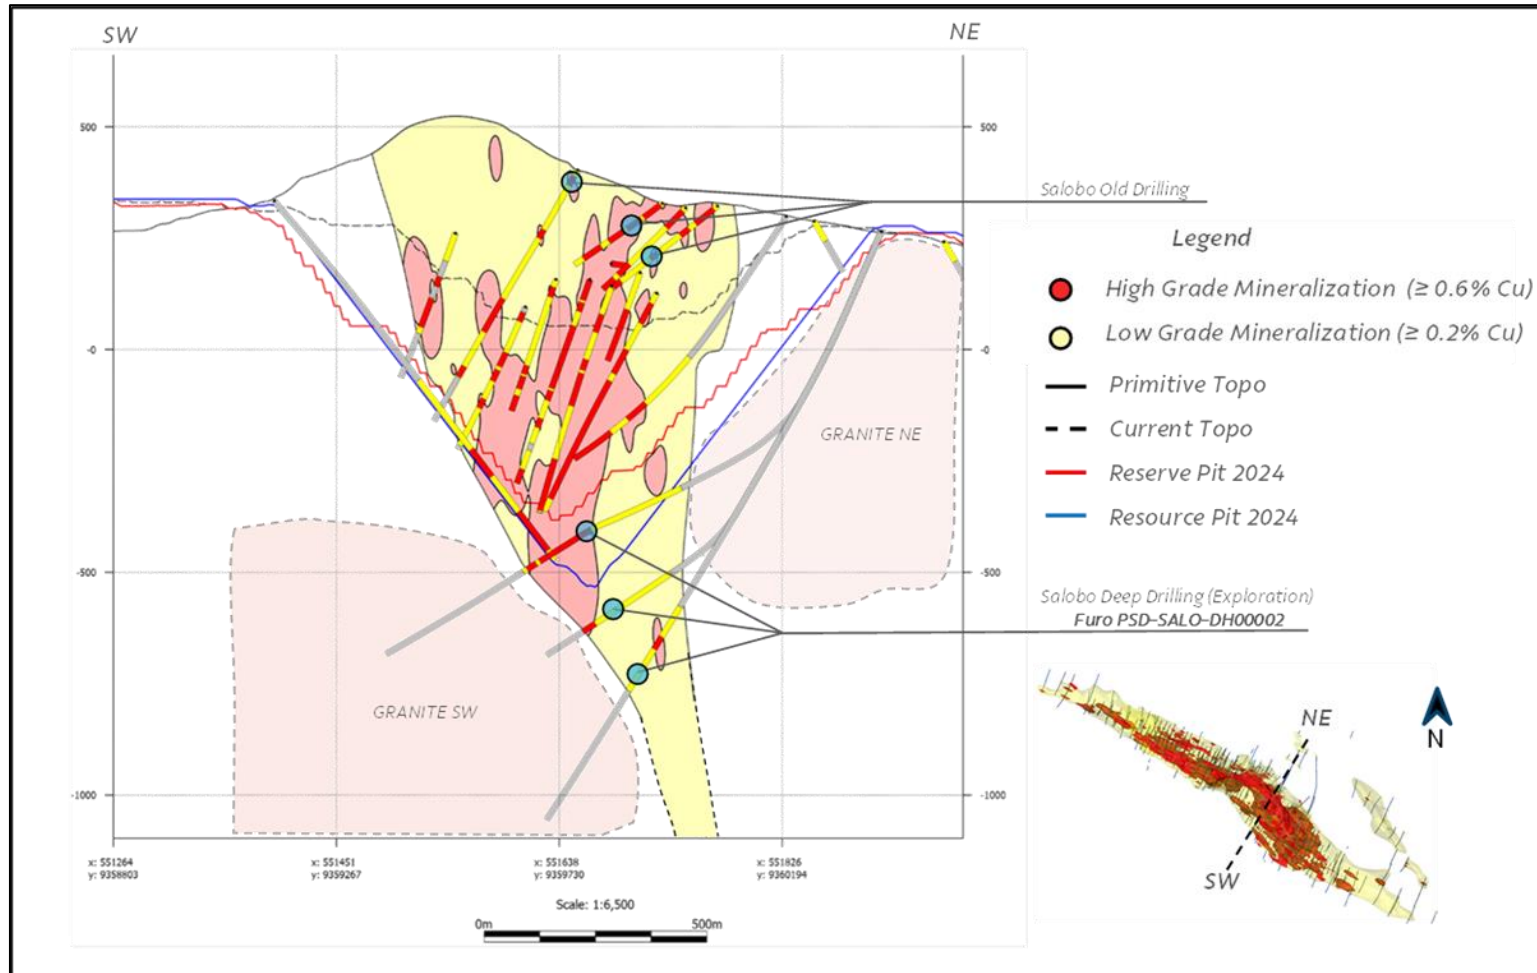 SW
NE
500
500
Salobo Old Drilling
Legend
High Grade Mineralization (≥ 0.6% Cu)
Low Grade Mineralization (≥ 0.2% Cu)
-0
-0
Primitive Topo
Current Topo
GRANITE NE
Reserve Pit 2024
Resource Pit 2024
-500
-500
Salobo Deep Drilling (Exploration)
Furo PSD-SALO-DH00002
GRANITE SW
NE
N
-1000
-1000
SW
x: 551264
y: 9358803
x: 551451
y: 9359267
x: 551638
y: 9359730
x: 551826
y: 9360194
Scale: 1:6,500
0m
500m